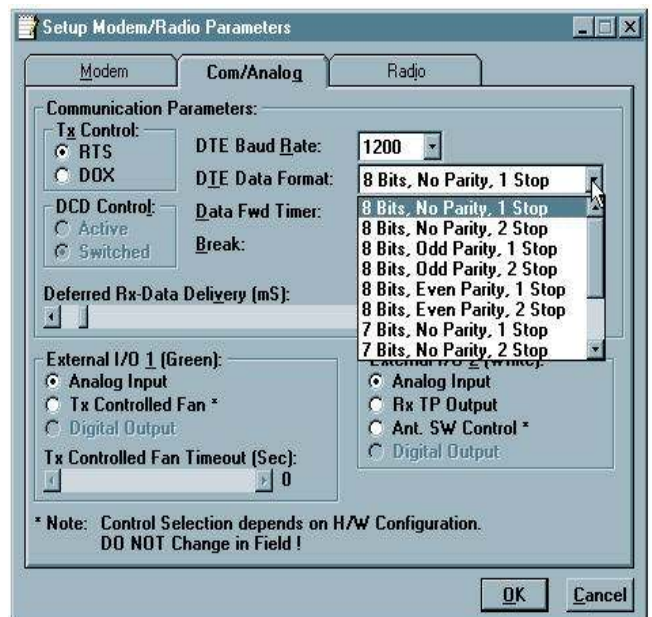 Setup Modem/Radio Parameters
Modem
Com/Analog
Radio
Communication Parameters:
Tx Control:
RTS
DOX
DTE Baud Rate:
1200
DTE Data Format:
8 Bits, No Parity, 1 Stop
DCD Control:
Active
Switched
Data Fwd Timer:
Break:
8 Bits, No Parity, 1 Stop
8 Bits, No Parity, 2 Stop
8 Bits, Odd Parity, 1 Stop
8 Bits, Odd Parity, 2 Stop
8 Bits, Even Parity, 1 Stop
8 Bits, Even Parity, 2 Stop
7 Bits, No Parity, 1 Stop
7 Bits, No Parity, 2 Stop
Deferred Rx-Data Delivery (mS):
External I/O 1 (Green):
Analog Input
Tx Controlled Fan *
Digital Output
Tx Controlled Fan Timeout (Sec):
0
External I/O 2 (White):
Analog Input
Rx TP Output
Ant. SW Control *
Digital Output
* Note: Control Selection depends on H/W Configuration.
DO NOT Change in Field !
OK
Cancel